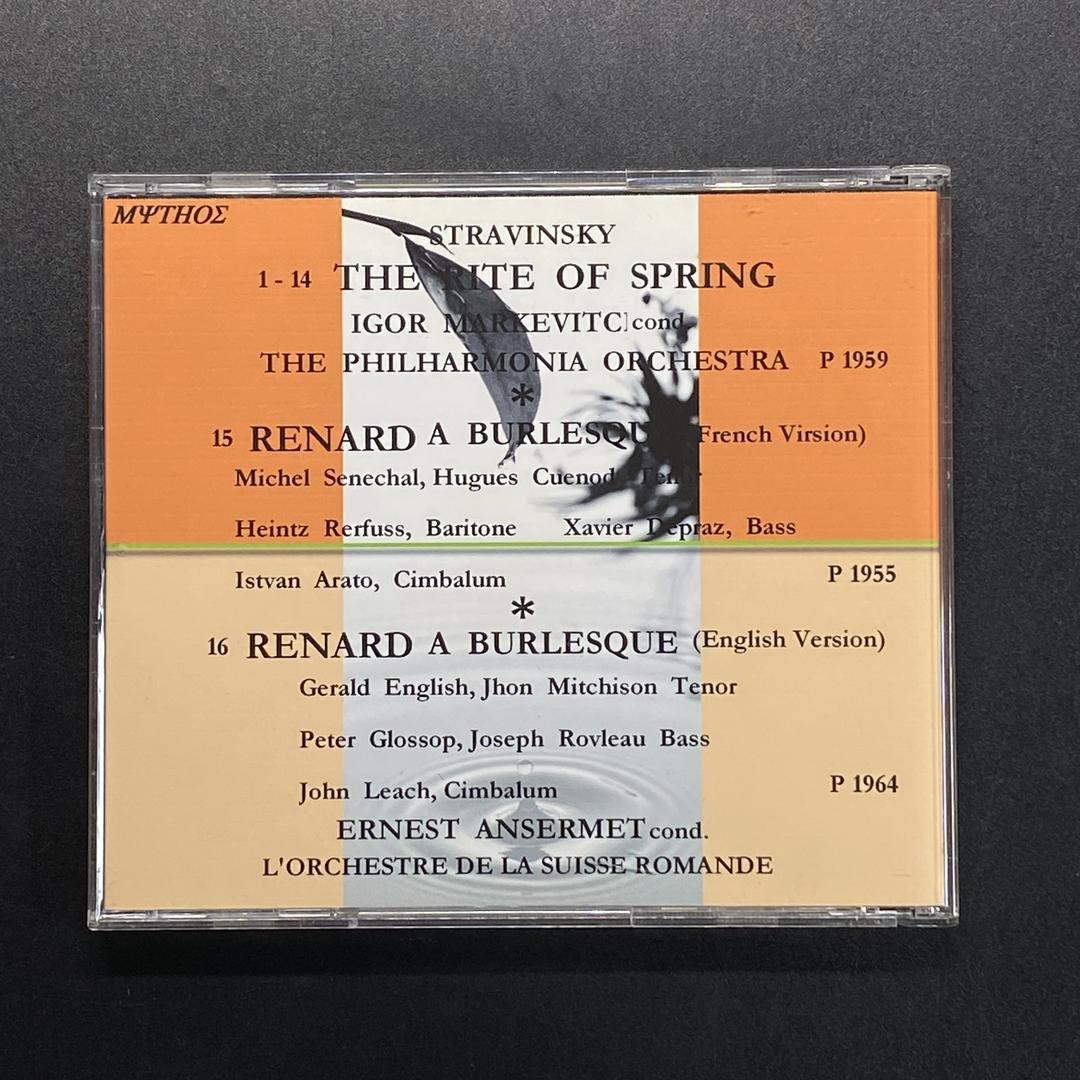 ΜΨΤΗΟΣ
STRAVINSKY
1 - 14 THE RITE OF SPRING
IGOR MARKEVITC cond.
THE PHILHARMONIA ORCHESTRA P 1959
*
15 RENARD A BURLESQU French Virsion)
Michel Senechal, Hugues Cuenod, Tenor
Heintz Rerfuss, Baritone Xavier Depraz, Bass
Istvan Arato, Cimbalum P 1955
*
16 RENARD A BURLESQUE (English Version)
Gerald English, Jhon Mitchison Tenor
Peter Glossop, Joseph Rovleau Bass
John Leach, Cimbalum P 1964
ERNEST ANSERMET cond.
L'ORCHESTRE DE LA SUISSE ROMANDE